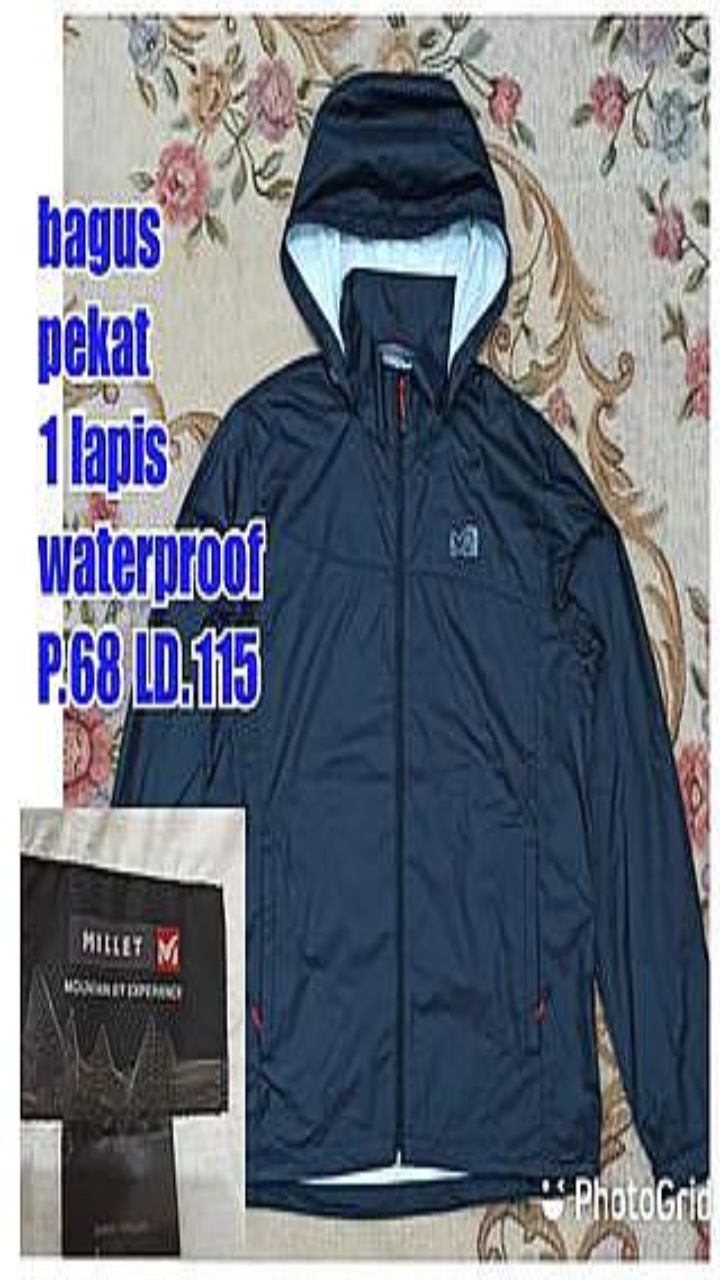 bagus
pekat
1 lapis
waterproof
P.68 LD.115
MILLET
MOUNTAIN EXPERIENCE
PhotoGrid